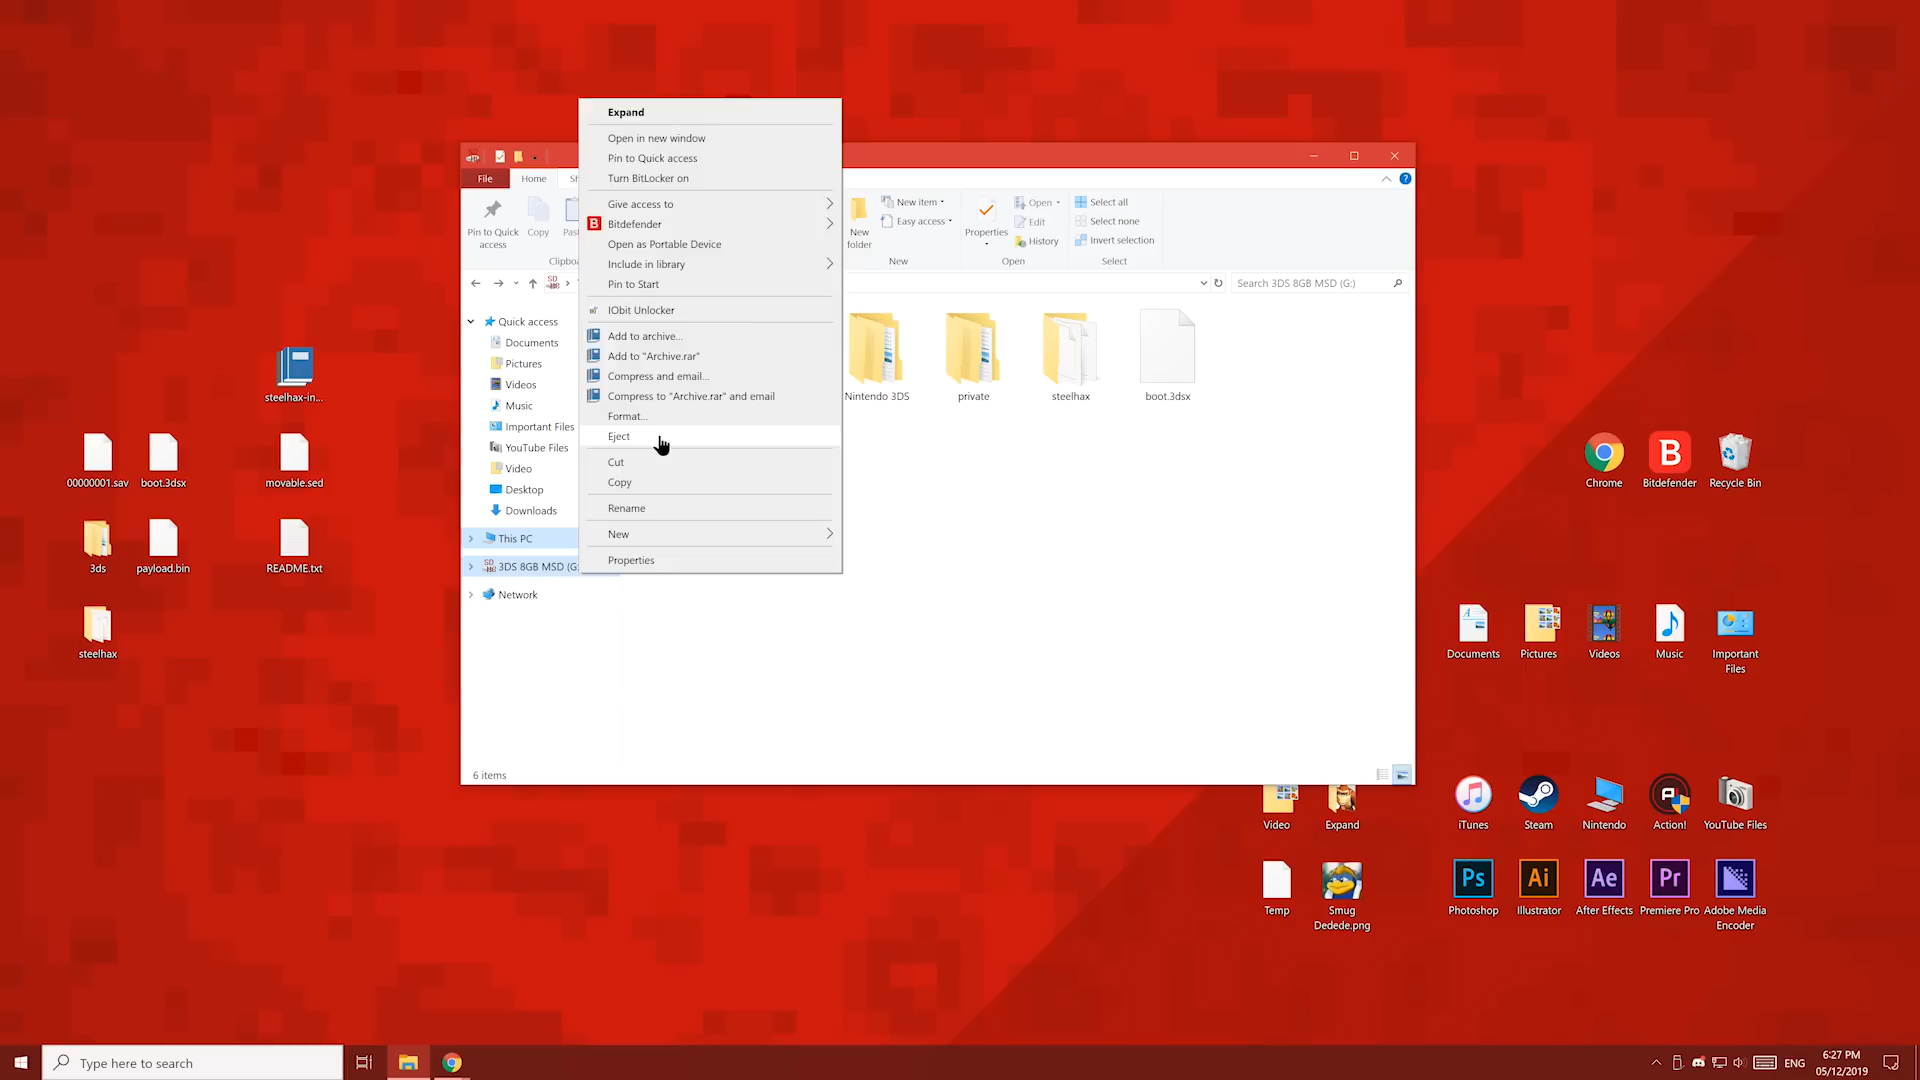 Expand
Open in new window
Pin to Quick access
Turn BitLocker on
Give access to
B Bitdefender
Open as Portable Device
Include in library
Pin to Start
IObit Unlocker
Add to archive...
Add to "Archive.rar"
Compress and email...
Compress to "Archive.rar" and email
Format...
Eject
Cut
Copy
Rename
New
Properties
File
Home
Sh
Pin to Quick
access
Copy
Past
Clipbo
New
folder
New item
Easy access
New
Properties
Open
Edit
History
Open
Select all
Select none
Invert selection
Select
Search 3DS 8GB MSD (G:)
Quick access
Documents
Pictures
Videos
Music
Important Files
YouTube Files
Video
Desktop
Downloads
This PC
3DS 8GB MSD (G:
Network
Nintendo 3DS
private
steelhax
boot.3dsx
6 items
steelhax-in...
00000001.sav
boot.3dsx
movable.sed
3ds
payload.bin
README.txt
steelhax
Chrome
B
Bitdefender
Recycle Bin
Documents
Pictures
Videos
Music
Important
Files
Video
Expand
iTunes
Steam
Nintendo
Action!
YouTube Files
Temp
Smug
Dedede.png
Ps
Photoshop
Ai
Illustrator
Ae
After Effects
Pr
Premiere Pro
Adobe Media
Encoder
Type here to search
ENG
6:27 PM
05/12/2019